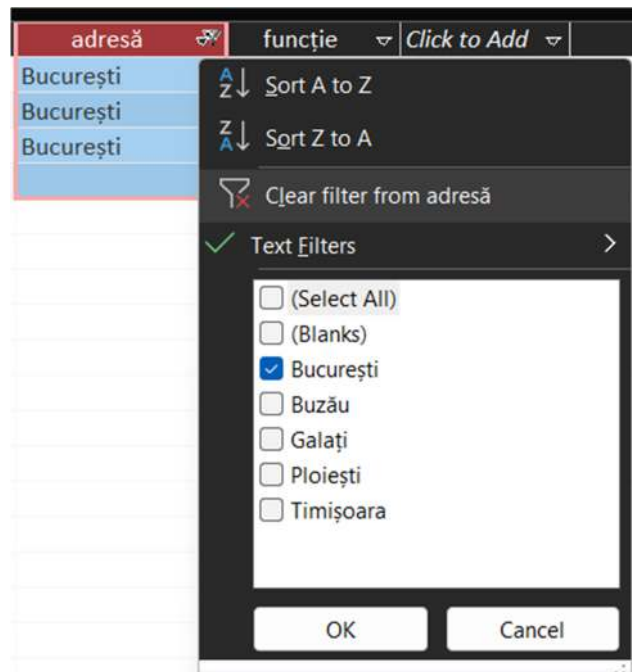 adresă funcție Click to Add
București
București
București
Sort A to Z
Sort Z to A
Clear filter from adresă
Text Filters
(Select All)
(Blanks)
București
Buzău
Galați
Ploiești
Timișoara
OK Cancel